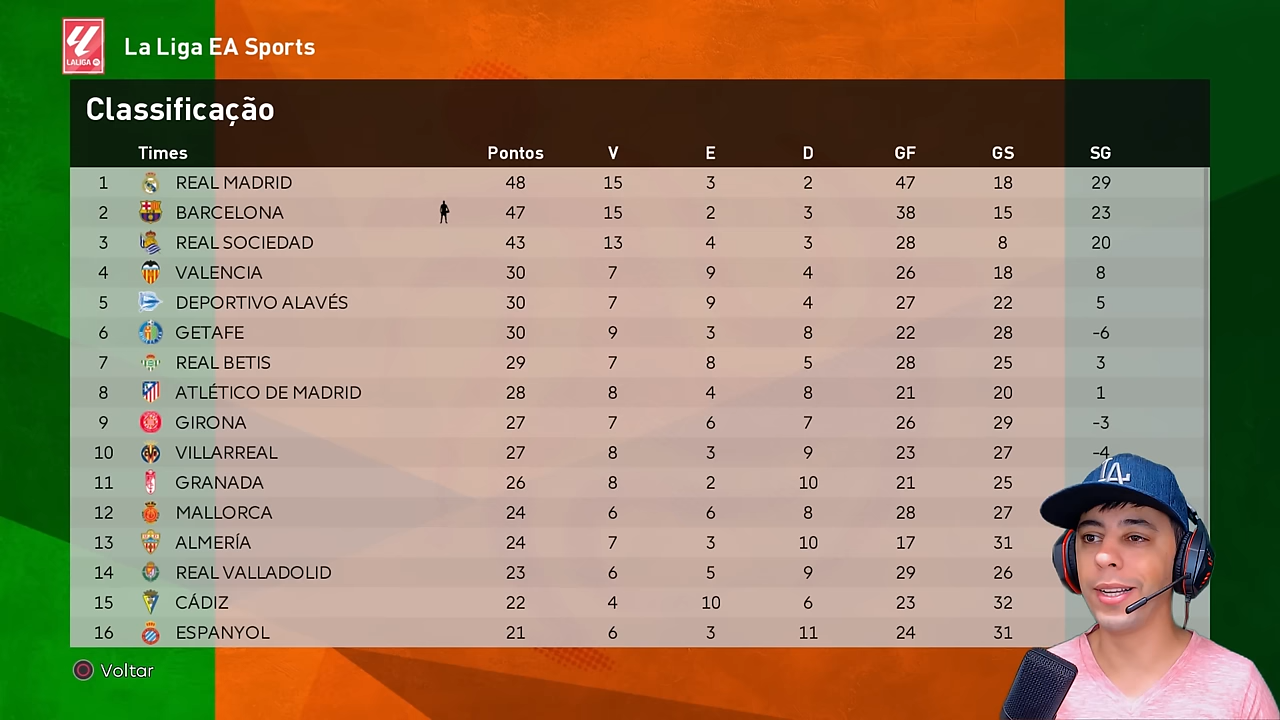 LALIGA
La Liga EA Sports
Classificação
Times Pontos V E D GF GS SG
1 REAL MADRID 48 15 3 2 47 18 29
2 BARCELONA 47 15 2 3 38 15 23
3 REAL SOCIEDAD 43 13 4 3 28 8 20
4 VALENCIA 30 7 9 4 26 18 8
5 DEPORTIVO ALAVÉS 30 7 9 4 27 22 5
6 GETAFE 30 9 3 8 22 28 -6
7 REAL BETIS 29 7 8 5 28 25 3
8 ATLÉTICO DE MADRID 28 8 4 8 21 20 1
9 GIRONA 27 7 6 7 26 29 -3
10 VILLARREAL 27 8 3 9 23 27 -4
11 GRANADA 26 8 2 10 21 25
12 MALLORCA 24 6 6 8 28 27
13 ALMERÍA 24 7 3 10 17 31
14 REAL VALLADOLID 23 6 5 9 29 26
15 CÁDIZ 22 4 10 6 23 32
16 ESPANYOL 21 6 3 11 24 31
LA
Voltar